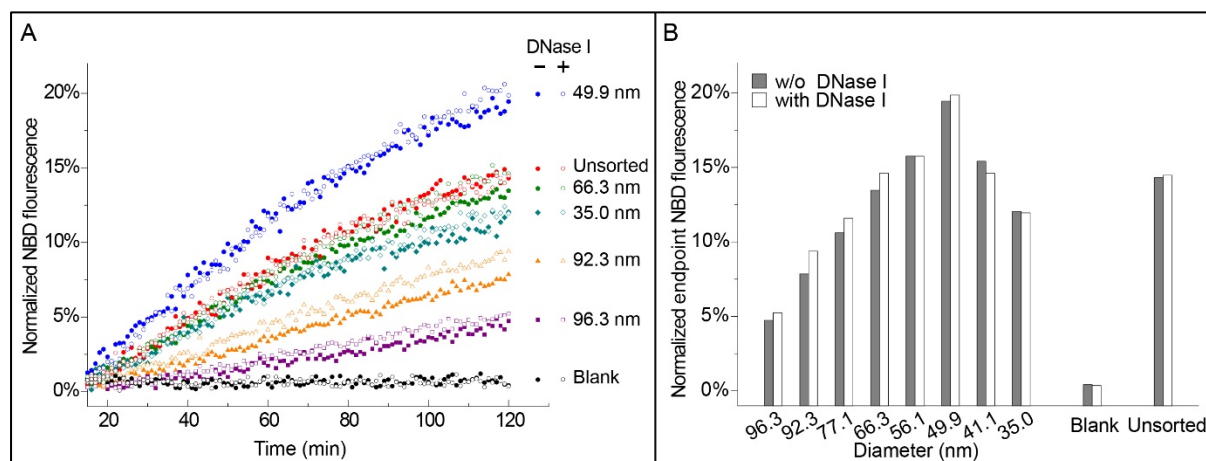 A
DNase I
− +
20%
15%
10%
5%
0%
49.9 nm
Unsorted
66.3 nm
35.0 nm
92.3 nm
96.3 nm
Blank
20 40 60 80 100 120
Time (min)
Normalized NBD flourescence
B
w/o DNase I
with DNase I
20%
15%
10%
5%
0%
96.3 92.3 77.1 66.3 56.1 49.9 41.1 35.0 Blank Unsorted
Diameter (nm)
Normalized endpoint NBD flourescence